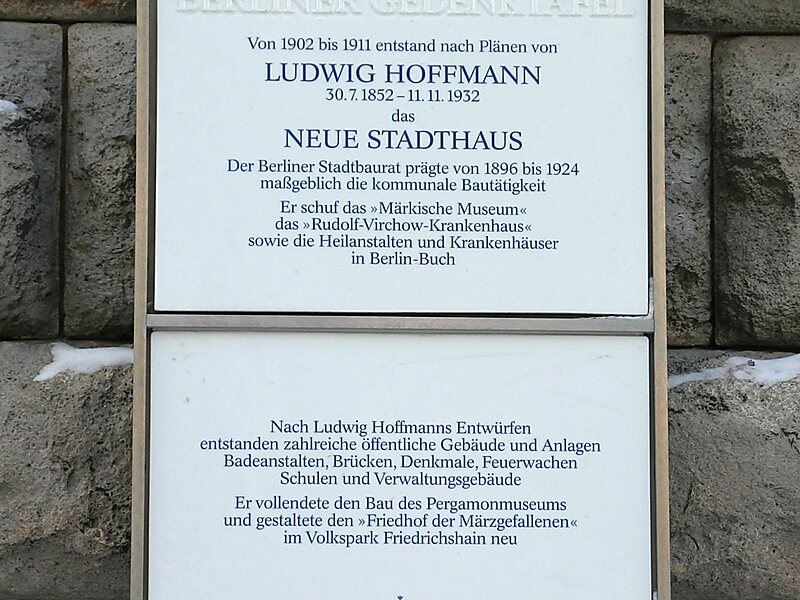 BERLINER GEDENKTAFEL
Von 1902 bis 1911 entstand nach Plänen von
LUDWIG HOFFMANN
30.7.1852 – 11.11.1932
das
NEUE STADTHAUS
Der Berliner Stadtbaurat prägte von 1896 bis 1924
maßgeblich die kommunale Bautätigkeit
Er schuf das »Märkische Museum«
das »Rudolf-Virchow-Krankenhaus«
sowie die Heilanstalten und Krankenhäuser
in Berlin-Buch
Nach Ludwig Hoffmanns Entwürfen
entstanden zahlreiche öffentliche Gebäude und Anlagen
Badeanstalten, Brücken, Denkmale, Feuerwachen
Schulen und Verwaltungsgebäude
Er vollendete den Bau des Pergamonmuseums
und gestaltete den »Friedhof der Märzgefallenen«
im Volkspark Friedrichshain neu